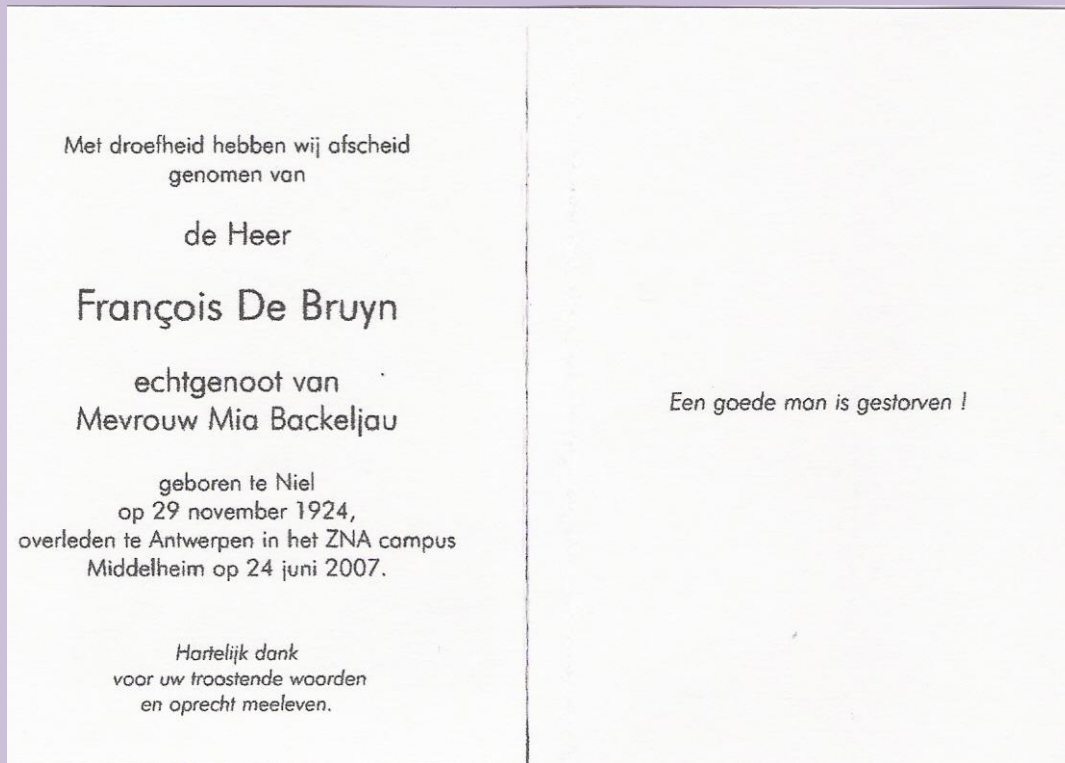 Met droefheid hebben wij afscheid
genomen van
de Heer
François De Bruyn
echtgenoot van
Mevrouw Mia Backeljau
geboren te Niel
op 29 november 1924,
overleden te Antwerpen in het ZNA campus
Middelheim op 24 juni 2007.
Hartelijk dank
voor uw troostende woorden
en oprecht meeleven.
Een goede man is gestorven !